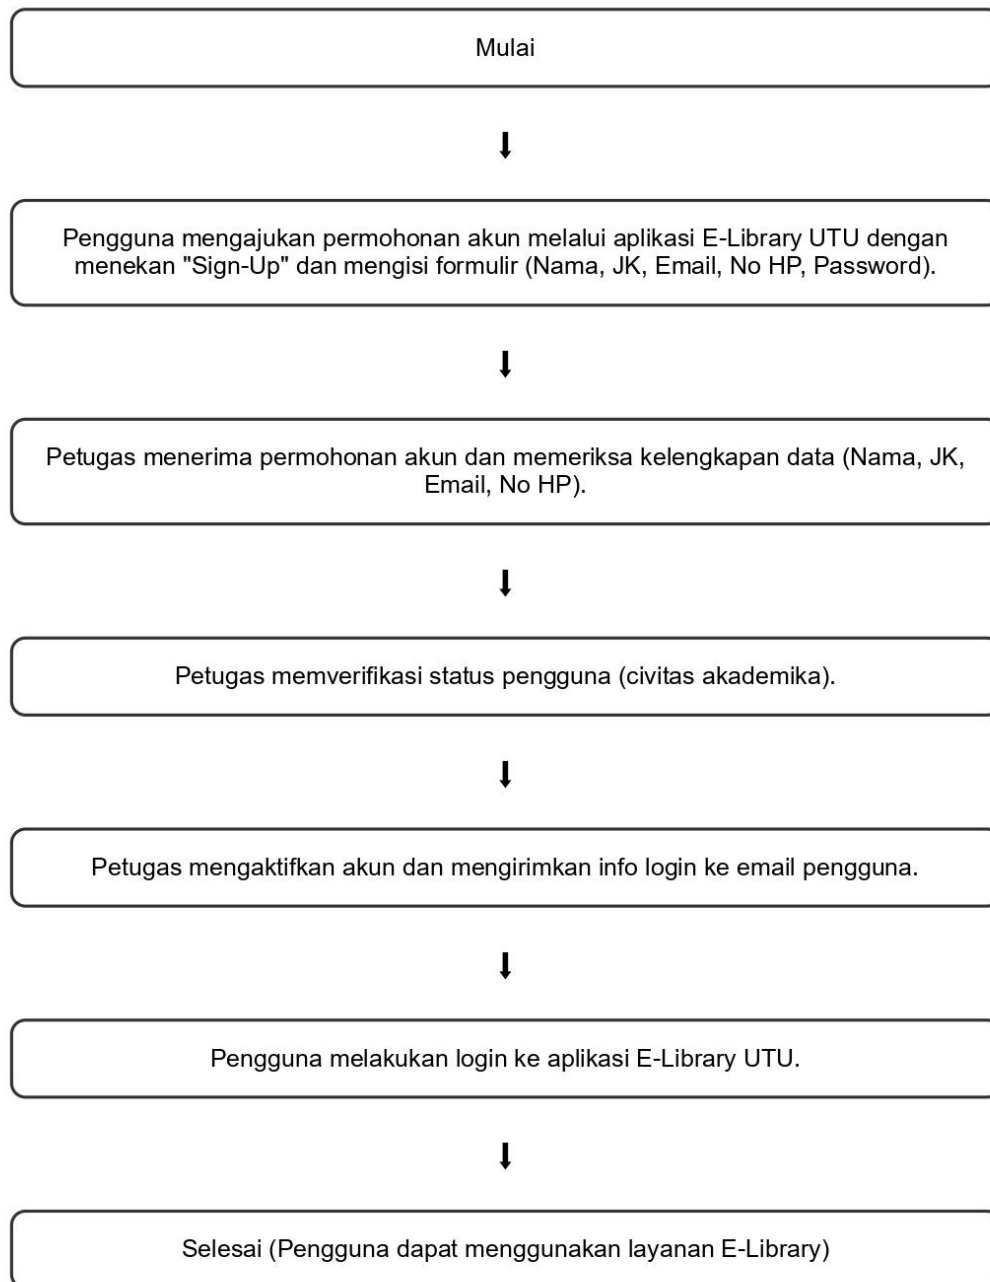 Mulai
Pengguna mengajukan permohonan akun melalui aplikasi E-Library UTU dengan
menekan "Sign-Up" dan mengisi formulir (Nama, JK, Email, No HP, Password).
Petugas menerima permohonan akun dan memeriksa kelengkapan data (Nama, JK,
Email, No HP).
Petugas memverifikasi status pengguna (civitas akademika).
Petugas mengaktifkan akun dan mengirimkan info login ke email pengguna.
Pengguna melakukan login ke aplikasi E-Library UTU.
Selesai (Pengguna dapat menggunakan layanan E-Library)